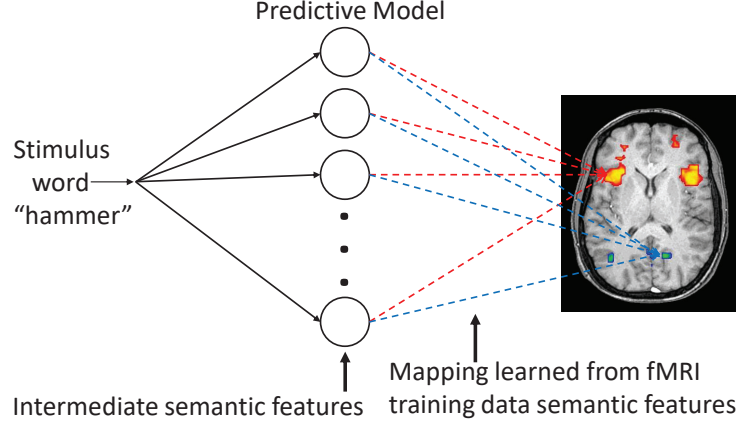 Predictive Model
Stimulus
word
“hammer”
Intermediate semantic features
Mapping learned from fMRI
training data semantic features